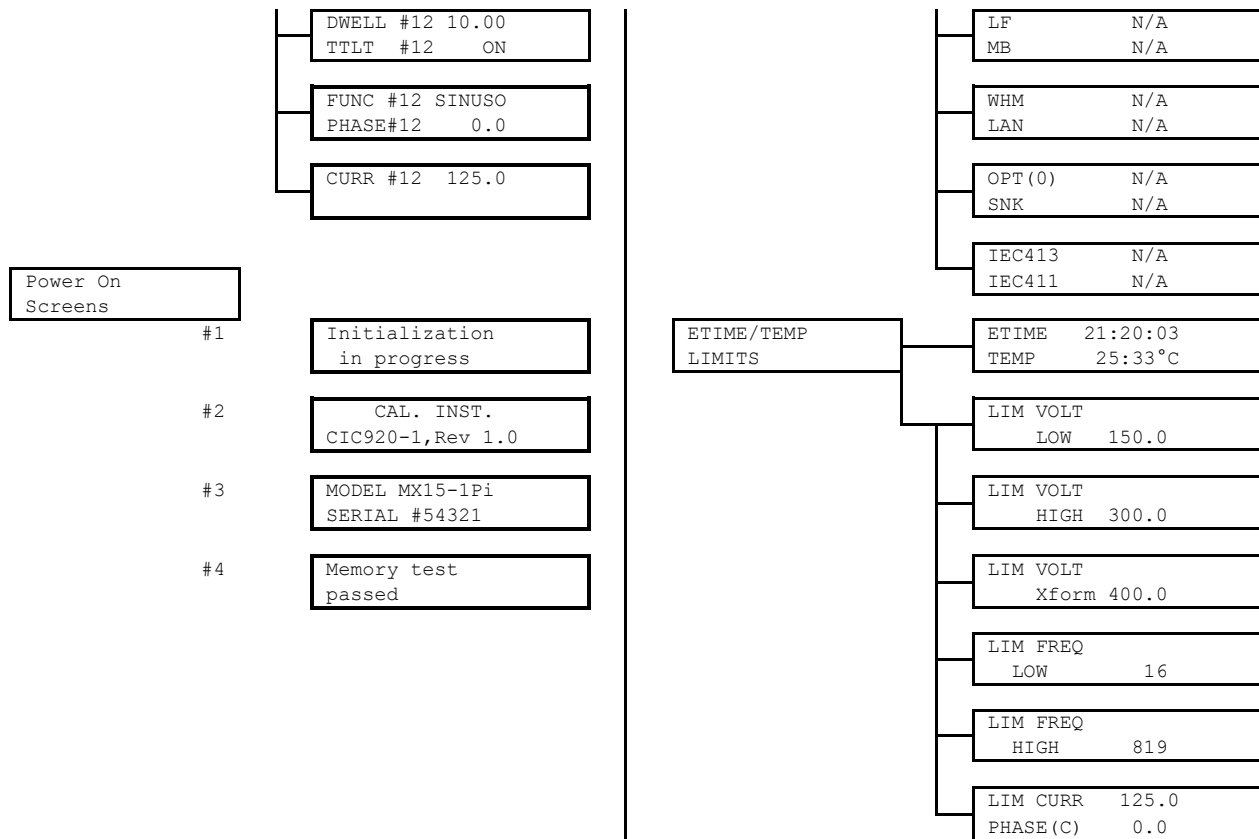 DWELL #12 10.00
TTLT #12 ON
FUNC #12 SINUSO
PHASE#12 0.0
CURR #12 125.0
Power On
Screens
#1
Initialization
in progress
#2
CAL. INST.
CIC920-1,Rev 1.0
#3
MODEL MX15-1Pi
SERIAL #54321
#4
Memory test
passed
LF N/A
MB N/A
WHM N/A
LAN N/A
OPT(0) N/A
SNK N/A
IEC413 N/A
IEC411 N/A
ETIME/TEMP
LIMITS
ETIME 21:20:03
TEMP 25:33°C
LIM VOLT
LOW 150.0
LIM VOLT
HIGH 300.0
LIM VOLT
Xform 400.0
LIM FREQ
LOW 16
LIM FREQ
HIGH 819
LIM CURR 125.0
PHASE(C) 0.0